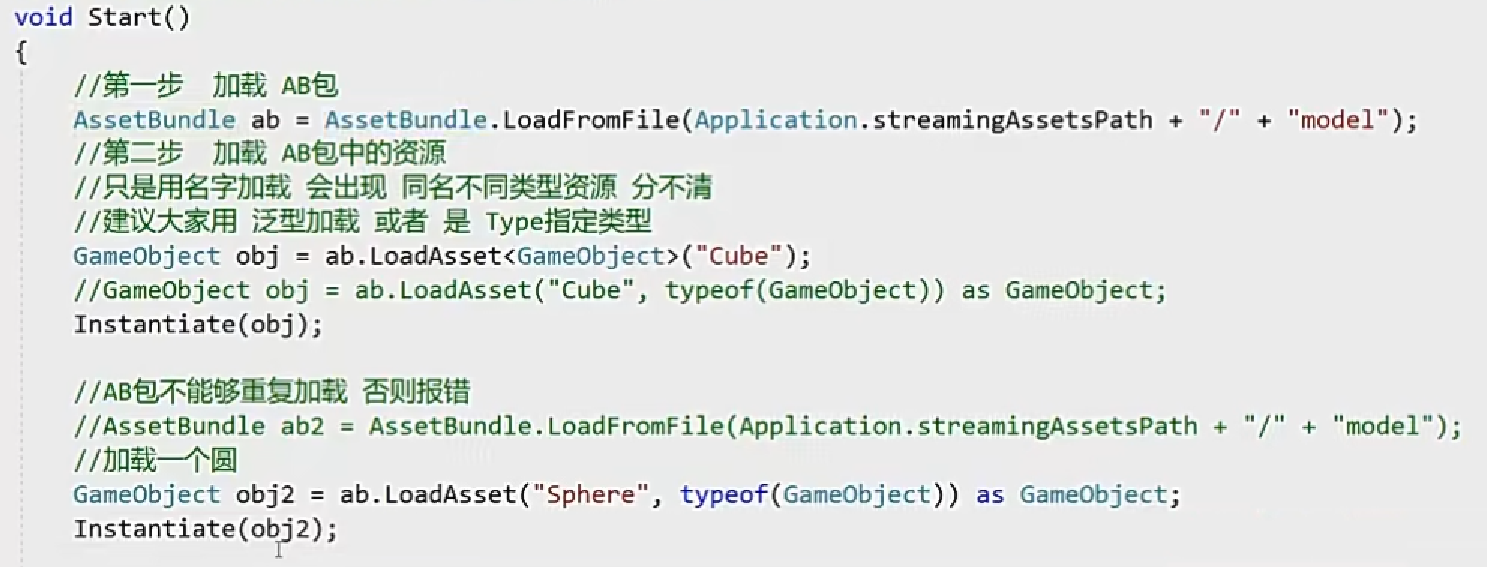 void Start()
{
//第一步  加载 AB包
AssetBundle ab = AssetBundle.LoadFromFile(Application.streamingAssetsPath + "/" + "model");
//第二步  加载 AB包中的资源
//只是用名字加载 会出现 同名不同类型资源 分不清
//建议大家用 泛型加载 或者 是 Type指定类型
GameObject obj = ab.LoadAsset<GameObject>("Cube");
//GameObject obj = ab.LoadAsset("Cube", typeof(GameObject)) as GameObject;
Instantiate(obj);
//AB包不能够重复加载 否则报错
//AssetBundle ab2 = AssetBundle.LoadFromFile(Application.streamingAssetsPath + "/" + "model");
//加载一个圆
GameObject obj2 = ab.LoadAsset("Sphere", typeof(GameObject)) as GameObject;
Instantiate(obj2);